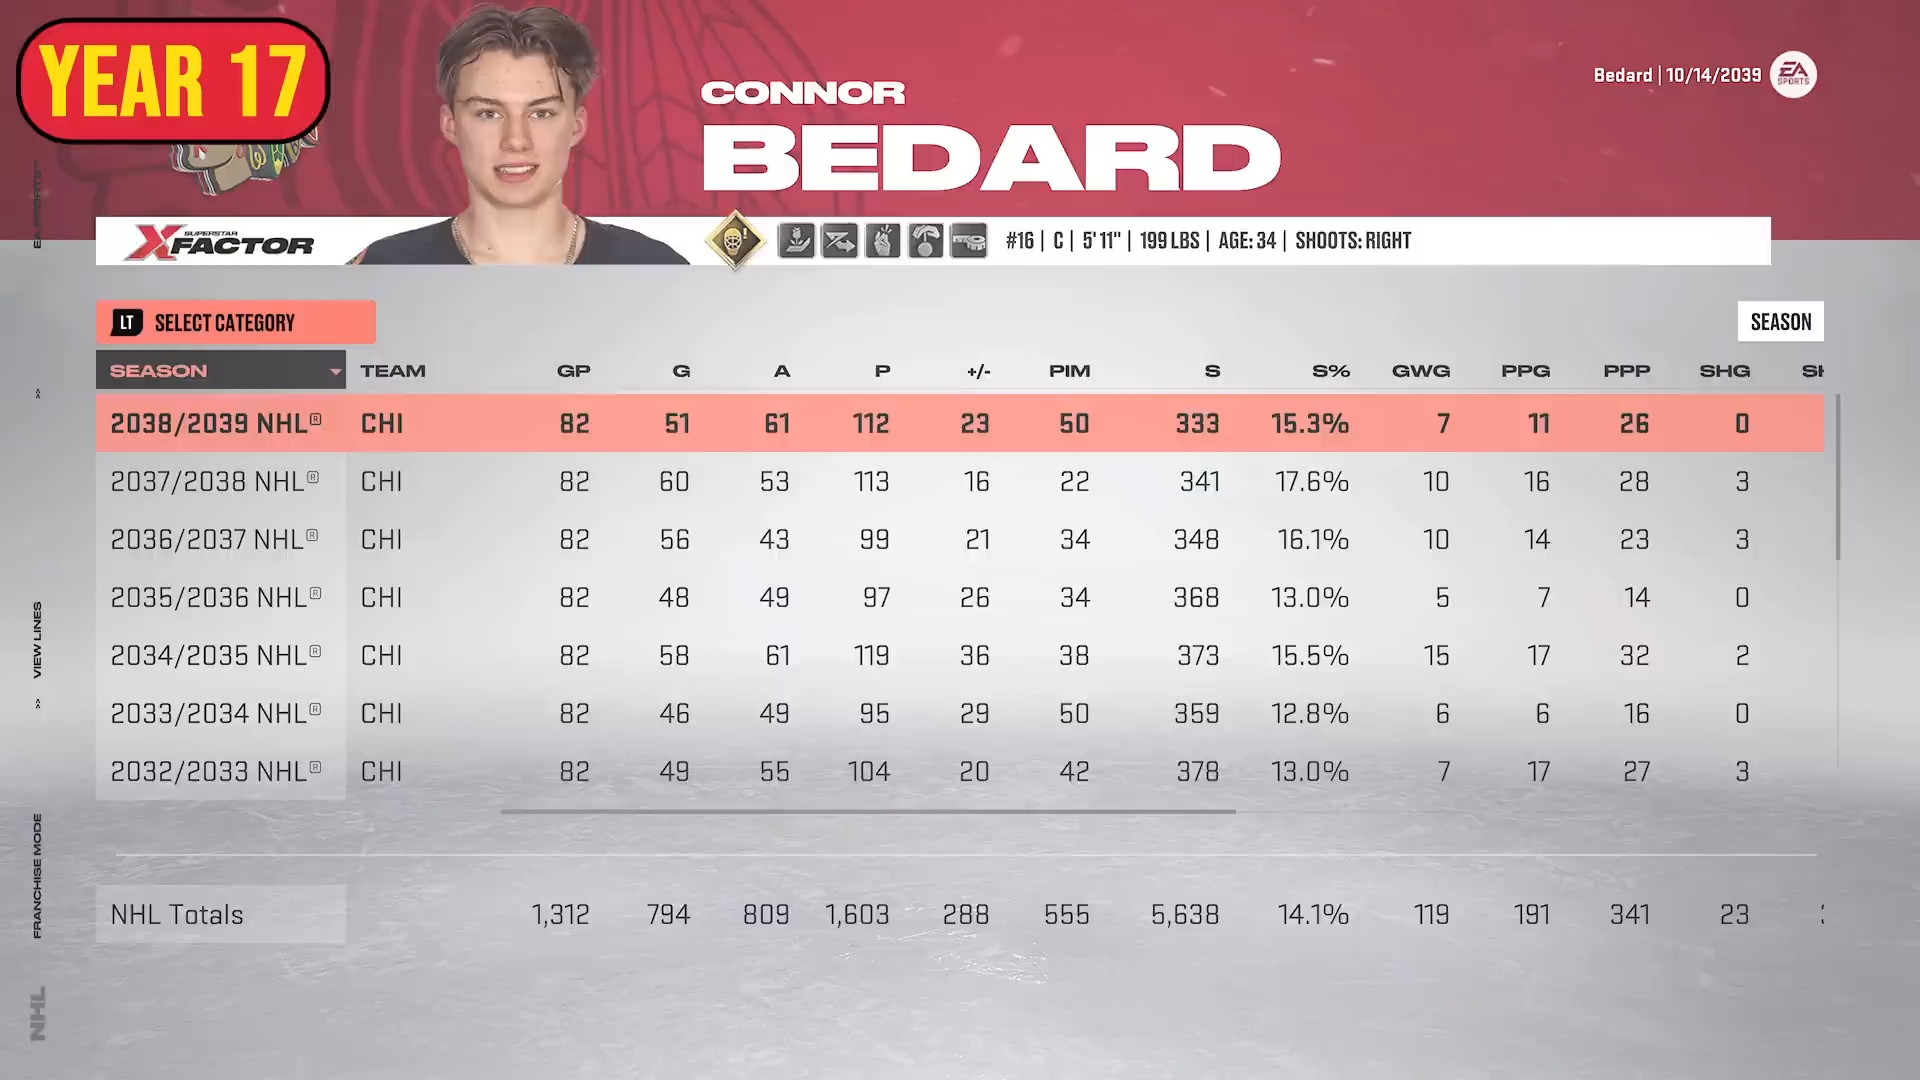 YEAR 17
CONNOR
BEDARD
Bedard | 10/14/2039
EA SPORTS
SUPERSTAR
XFACTOR
#16 | C | 5'11" | 199 LBS | AGE: 34 | SHOOTS: RIGHT
LT SELECT CATEGORY
SEASON
SEASON TEAM GP G A P +/- PIM S S% GWG PPG PPP SHG
2038/2039 NHL® CHI 82 51 61 112 23 50 333 15.3% 7 11 26 0
2037/2038 NHL® CHI 82 60 53 113 16 22 341 17.6% 10 16 28 3
2036/2037 NHL® CHI 82 56 43 99 21 34 348 16.1% 10 14 23 3
2035/2036 NHL® CHI 82 48 49 97 26 34 368 13.0% 5 7 14 0
2034/2035 NHL® CHI 82 58 61 119 36 38 373 15.5% 15 17 32 2
2033/2034 NHL® CHI 82 46 49 95 29 50 359 12.8% 6 6 16 0
2032/2033 NHL® CHI 82 49 55 104 20 42 378 13.0% 7 17 27 3
NHL Totals 1,312 794 809 1,603 288 555 5,638 14.1% 119 191 341 23
NHL
FRANCHISE MODE
>>
VIEW LINES
>>
EA SPORTS